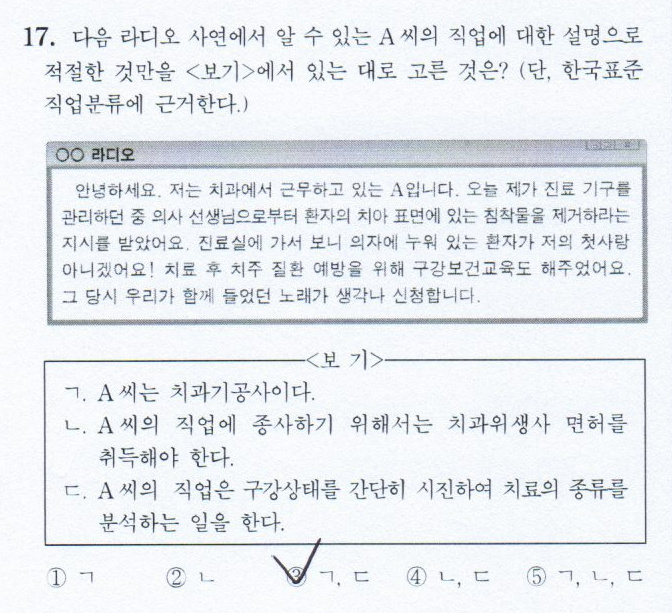 17. 다음 라디오 사연에서 알 수 있는 A 씨의 직업에 대한 설명으로
적절한 것만을 <보기>에서 있는 대로 고른 것은? (단, 한국표준
직업분류에 근거한다.)
○○ 라디오
안녕하세요. 저는 치과에서 근무하고 있는 A입니다. 오늘 제가 진료 기구를
관리하던 중 의사 선생님으로부터 환자의 치아 표면에 있는 침착물을 제거하라는
지시를 받았어요. 진료실에 가서 보니 의자에 누워 있는 환자가 저의 첫사랑
아니겠어요! 치료 후 치주 질환 예방을 위해 구강보건교육도 해주었어요.
그 당시 우리가 함께 들었던 노래가 생각나 신청합니다.
<보 기>
ㄱ. A 씨는 치과기공사이다.
ㄴ. A 씨의 직업에 종사하기 위해서는 치과위생사 면허를
취득해야 한다.
ㄷ. A 씨의 직업은 구강상태를 간단히 시진하여 치료의 종류를
분석하는 일을 한다.
① ㄱ ② ㄴ ③ ㄱ, ㄷ ④ ㄴ, ㄷ ⑤ ㄱ, ㄴ, ㄷ